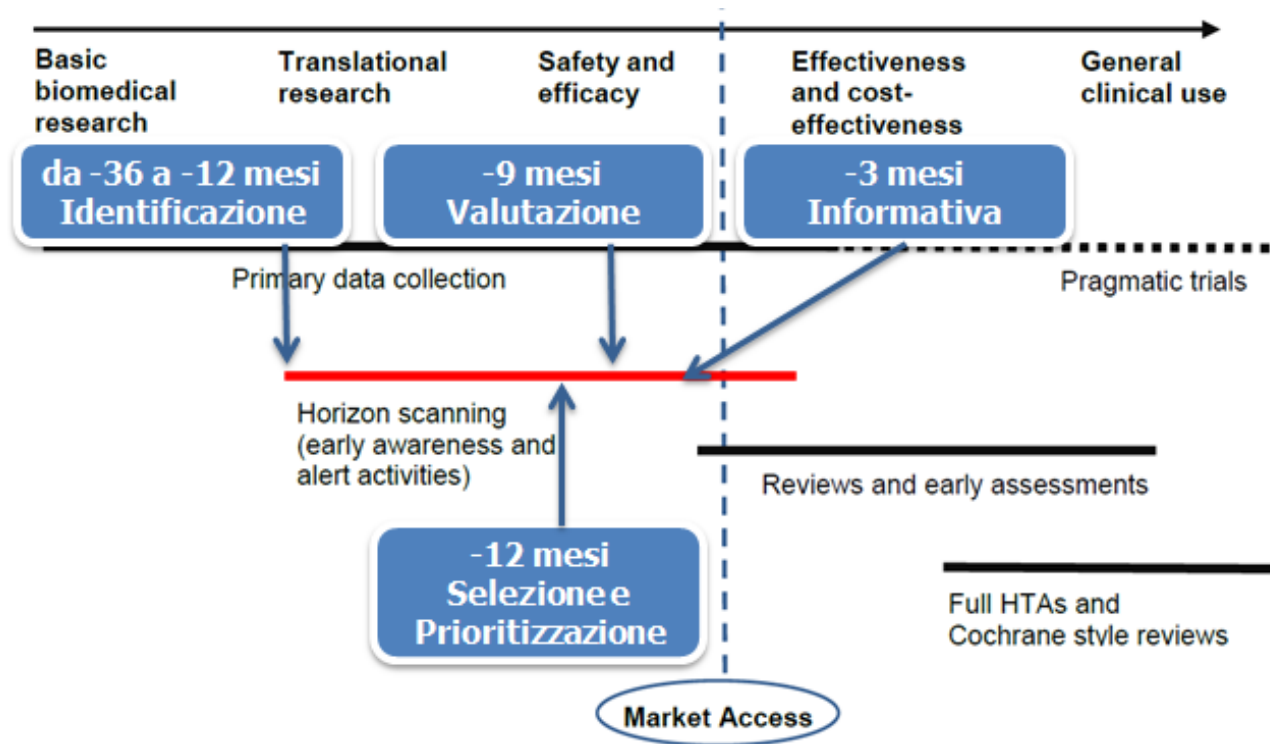 Basic
biomedical
research
Translational
research
Safety and
efficacy
Effectiveness
and cost-
effectiveness
General
clinical use
da -36 a -12 mesi
Identificazione
-9 mesi
Valutazione
-3 mesi
Informativa
Primary data collection
Pragmatic trials
Horizon scanning
(early awareness and
alert activities)
Reviews and early assessments
-12 mesi
Selezione e
Prioritizzazione
Full HTAs and
Cochrane style reviews
Market Access